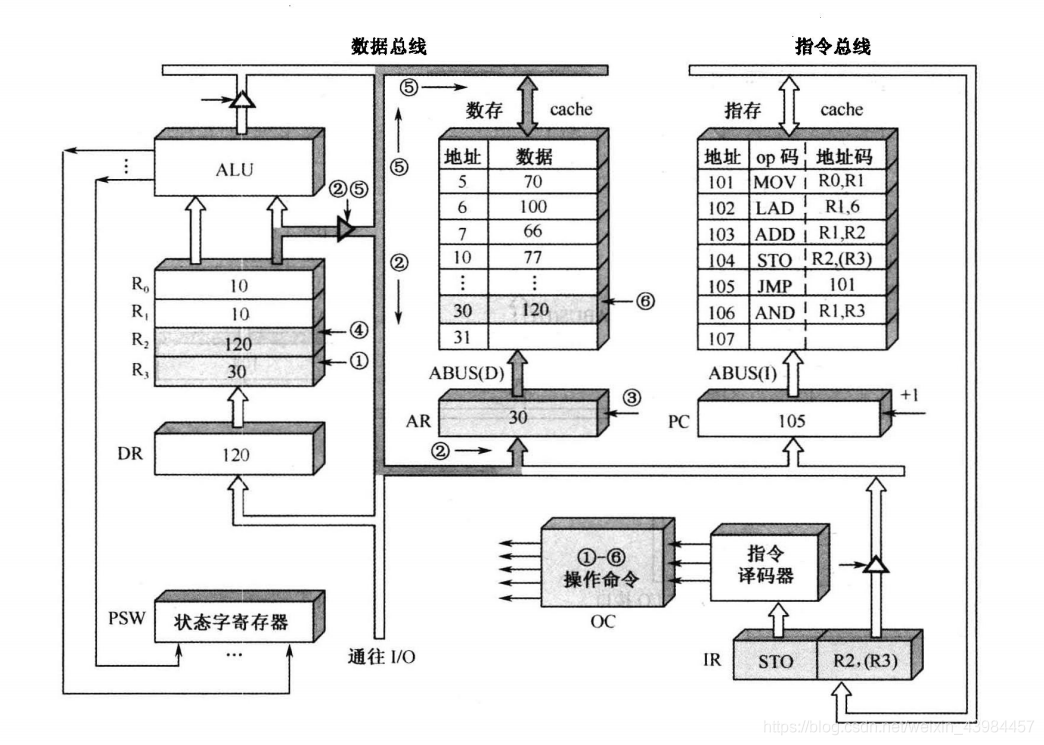 数据总线
指令总线
⑤
数存 cache
指存 cache
⑤
ALU
②⑤
②
地址 数据
5 70
6 100
7 66
10 77
⋮ ⋮
30 120
31
⑥
地址 op 码 地址码
101 MOV R0,R1
102 LAD R1,6
103 ADD R1,R2
104 STO R2,(R3)
105 JMP 101
106 AND R1,R3
107
R₀ 10
R₁ 10
R₂ 120 ④
R₃ 30 ①
ABUS(D)
ABUS(I)
AR 30 ③
PC 105 +1
②
DR 120
①-⑥
操作命令
OC
指令
译码器
PSW 状态字寄存器
…
通往 I/O
IR STO R2, (R3)
https://blog.csdn.net/weixin_43984457